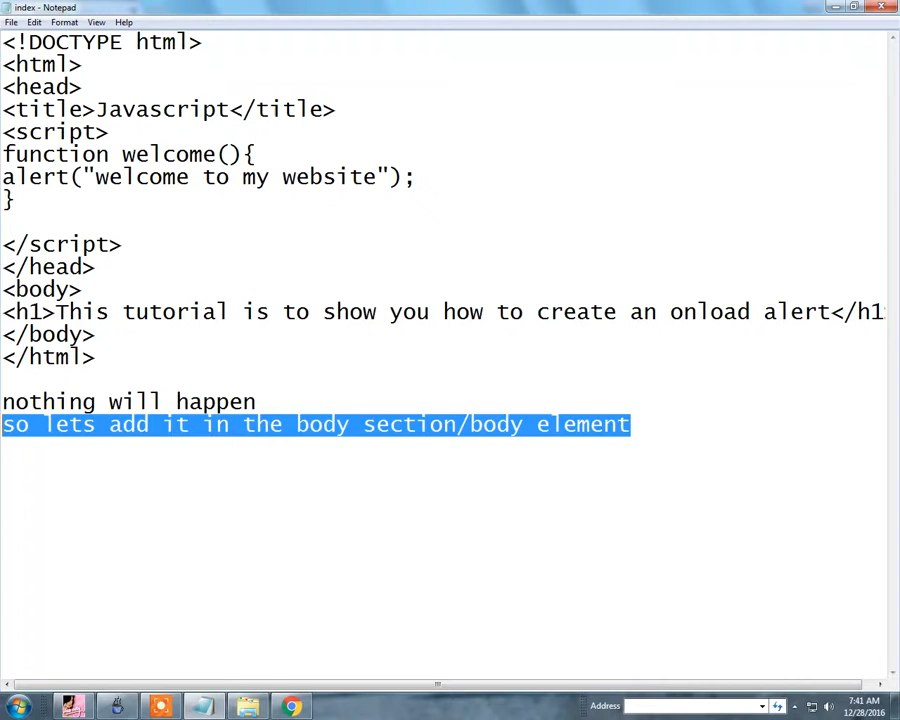 index - Notepad
File Edit Format View Help
<!DOCTYPE html>
<html>
<head>
<title>Javascript</title>
<script>
function welcome(){
alert("welcome to my website");
}
</script>
</head>
<body>
<h1>This tutorial is to show you how to create an onload alert</h1
</body>
</html>
nothing will happen
so lets add it in the body section/body element
Address
7:41 AM
12/28/2016